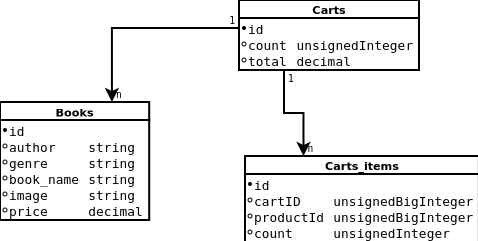 Carts
id
count unsignedInteger
total decimal
1
1
n
Books
id
author string
genre string
book_name string
image string
price decimal
n
Carts_items
id
cartID unsignedBigInteger
productId unsignedBigInteger
count unsignedInteger